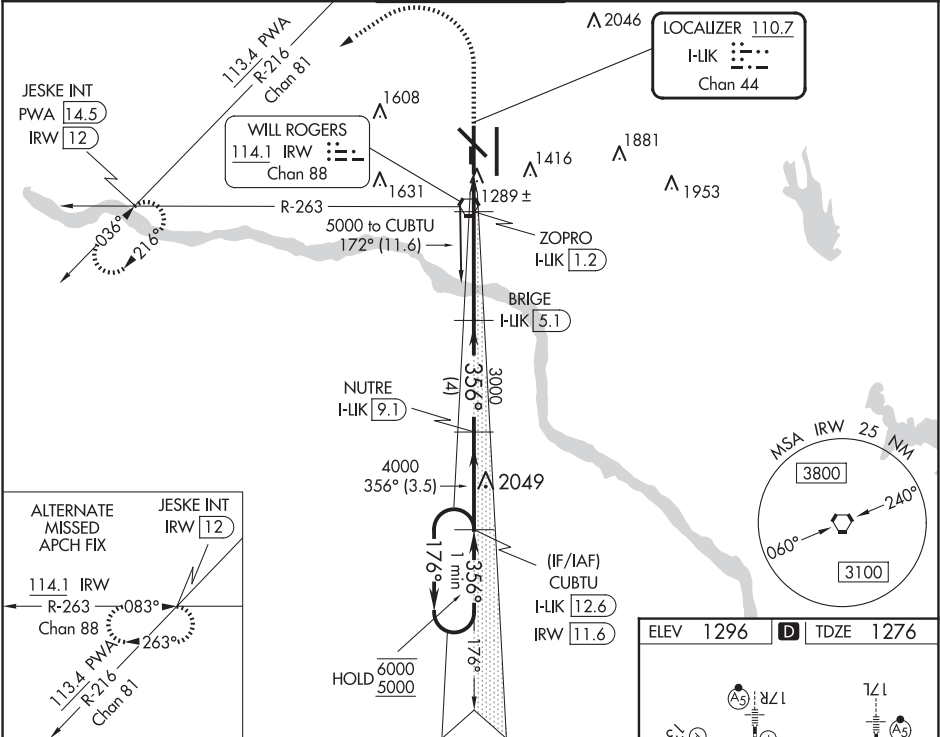 2046
LOCALIZER 110.7
I-LIK
Chan 44
113.4 PWA
R-216
Chan 81
JESKE INT
PWA 14.5
IRW 12
1608
WILL ROGERS
114.1 IRW
Chan 88
1631
1416
1881
1953
1289 ±
R-263
036°
216°
5000 to CUBTU
172° (11.6)
ZOPRO
I-LIK 1.2
BRIGE
I-LIK 5.1
3000
356°
(4)
NUTRE
I-LIK 9.1
4000
356° (3.5)
2049
MSA IRW 25 NM
3800
240°
060°
3100
ALTERNATE
MISSED
APCH FIX
JESKE INT
IRW 12
114.1 IRW
R-263
Chan 88
083°
263°
113.4 PWA
R-216
Chan 81
176°
1 min
356°
(IF/IAF)
CUBTU
I-LIK 12.6
IRW 11.6
HOLD 6000
5000
176°
ELEV 1296 D TDZE 1276
A5
17R
17L
A5